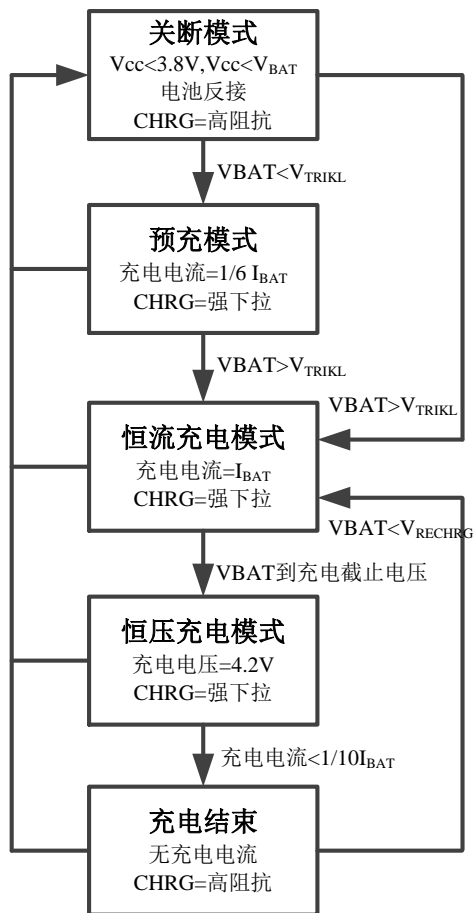 关断模式
Vcc<3.8V,Vcc<VBAT
电池反接
CHRG=高阻抗
VBAT<VTRIKL
预充模式
充电电流=1/6 IBAT
CHRG=强下拉
VBAT>VTRIKL
VBAT>VTRIKL
恒流充电模式
充电电流=IBAT
CHRG=强下拉
VBAT<VRECHRG
VBAT到充电截止电压
恒压充电模式
充电电压=4.2V
CHRG=强下拉
充电电流<1/10IBAT
充电结束
无充电电流
CHRG=高阻抗